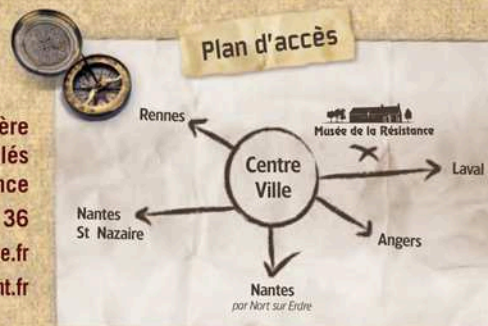 Plan d'accès
ère
lés
nce
36
e.fr
t.fr
Rennes
Musée de la Résistance
Centre
Ville
Laval
Nantes
St Nazaire
Angers
Nantes
par Nort sur Erdre